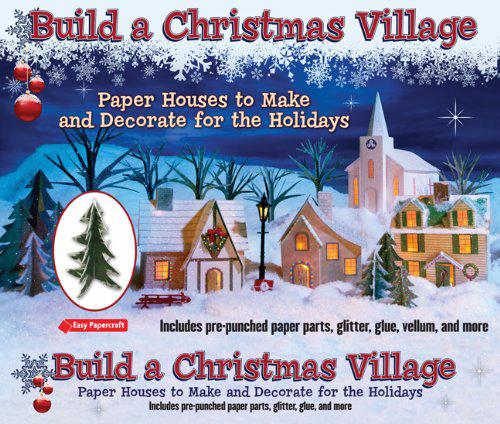 Build a Christmas Village
Paper Houses to Make
and Decorate for the Holidays
Easy Papercraft
Includes pre-punched paper parts, glitter, glue, vellum, and more
Build a Christmas Village
Paper Houses to Make and Decorate for the Holidays
Includes pre-punched paper parts, glitter, glue, and more